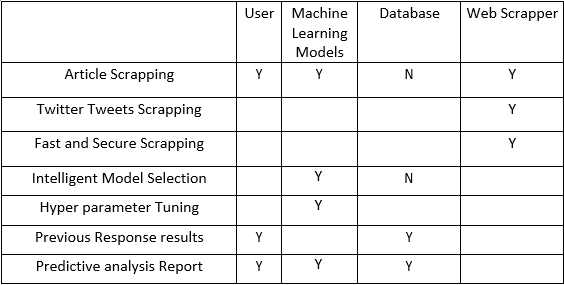 User Machine Learning Models Database Web Scrapper
Article Scrapping Y Y N Y
Twitter Tweets Scrapping Y
Fast and Secure Scrapping Y
Intelligent Model Selection Y N
Hyper parameter Tuning Y
Previous Response results Y Y
Predictive analysis Report Y Y Y